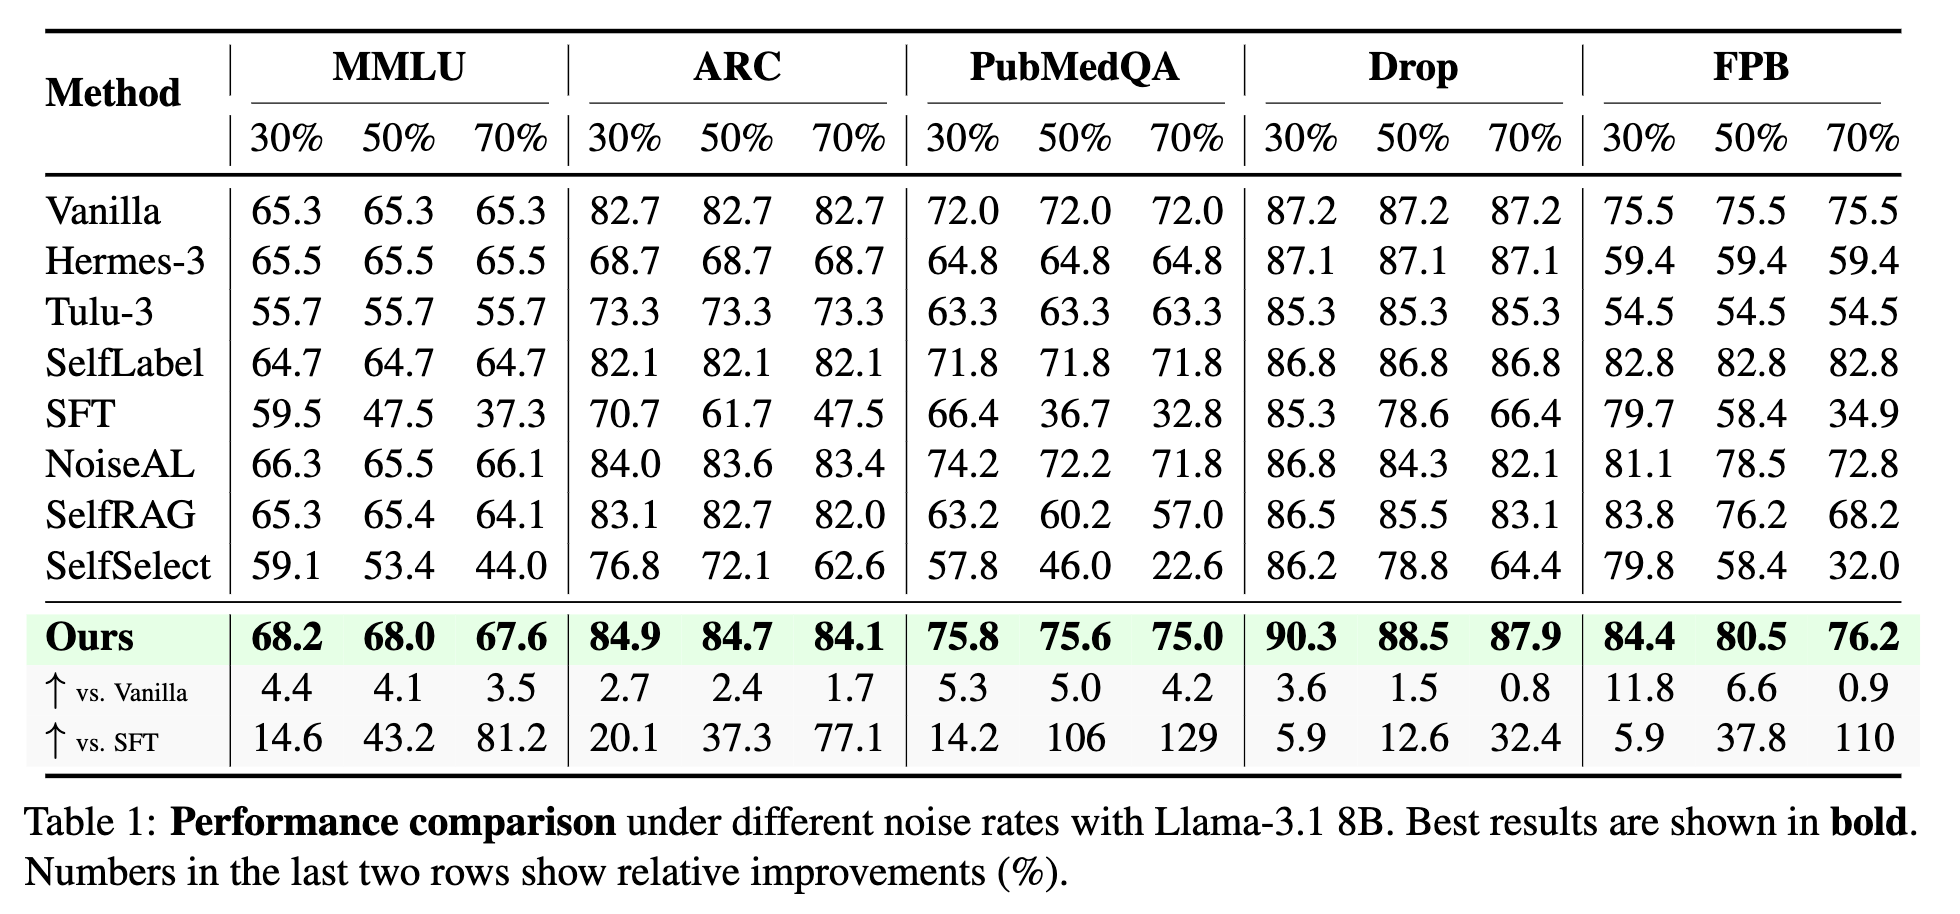 Method MMLU ARC PubMedQA Drop FPB
30% 50% 70% 30% 50% 70% 30% 50% 70% 30% 50% 70% 30% 50% 70%
Vanilla 65.3 65.3 65.3 82.7 82.7 82.7 72.0 72.0 72.0 87.2 87.2 87.2 75.5 75.5 75.5
Hermes-3 65.5 65.5 65.5 68.7 68.7 68.7 64.8 64.8 64.8 87.1 87.1 87.1 59.4 59.4 59.4
Tulu-3 55.7 55.7 55.7 73.3 73.3 73.3 63.3 63.3 63.3 85.3 85.3 85.3 54.5 54.5 54.5
SelfLabel 64.7 64.7 64.7 82.1 82.1 82.1 71.8 71.8 71.8 86.8 86.8 86.8 82.8 82.8 82.8
SFT 59.5 47.5 37.3 70.7 61.7 47.5 66.4 36.7 32.8 85.3 78.6 66.4 79.7 58.4 34.9
NoiseAL 66.3 65.5 66.1 84.0 83.6 83.4 74.2 72.2 71.8 86.8 84.3 82.1 81.1 78.5 72.8
SelfRAG 65.3 65.4 64.1 83.1 82.7 82.0 63.2 60.2 57.0 86.5 85.5 83.1 83.8 76.2 68.2
SelfSelect 59.1 53.4 44.0 76.8 72.1 62.6 57.8 46.0 22.6 86.2 78.8 64.4 79.8 58.4 32.0
Ours 68.2 68.0 67.6 84.9 84.7 84.1 75.8 75.6 75.0 90.3 88.5 87.9 84.4 80.5 76.2
↑ vs. Vanilla 4.4 4.1 3.5 2.7 2.4 1.7 5.3 5.0 4.2 3.6 1.5 0.8 11.8 6.6 0.9
↑ vs. SFT 14.6 43.2 81.2 20.1 37.3 77.1 14.2 106 129 5.9 12.6 32.4 5.9 37.8 110
Table 1: Performance comparison under different noise rates with Llama-3.1 8B. Best results are shown in bold.
Numbers in the last two rows show relative improvements (%).